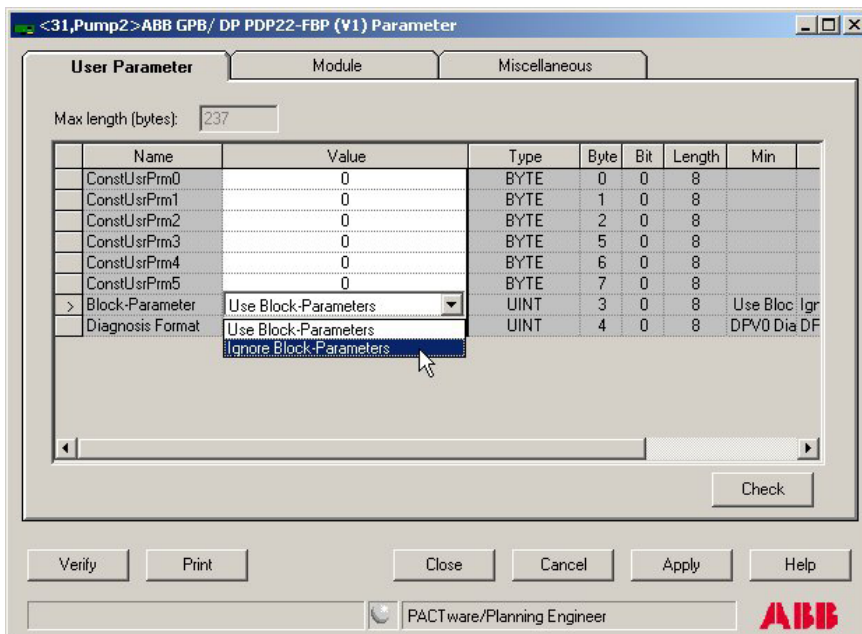 <31,Pump2>ABB GPB/ DP PDP22-FBP (V1) Parameter
User Parameter Module Miscellaneous
Max length (bytes): 237
Name Value Type Byte Bit Length Min
ConstUsrPrm0 0 BYTE 0 0 8
ConstUsrPrm1 0 BYTE 1 0 8
ConstUsrPrm2 0 BYTE 2 0 8
ConstUsrPrm3 0 BYTE 5 0 8
ConstUsrPrm4 0 BYTE 6 0 8
ConstUsrPrm5 0 BYTE 7 0 8
> Block-Parameter Use Block-Parameters UINT 3 0 8 Use Bloc Igr
Diagnosis Format Use Block-Parameters UINT 4 0 8 DPV0 Dia DF
Ignore Block-Parameters
Check
Verify Print Close Cancel Apply Help
PACTware/Planning Engineer ABB